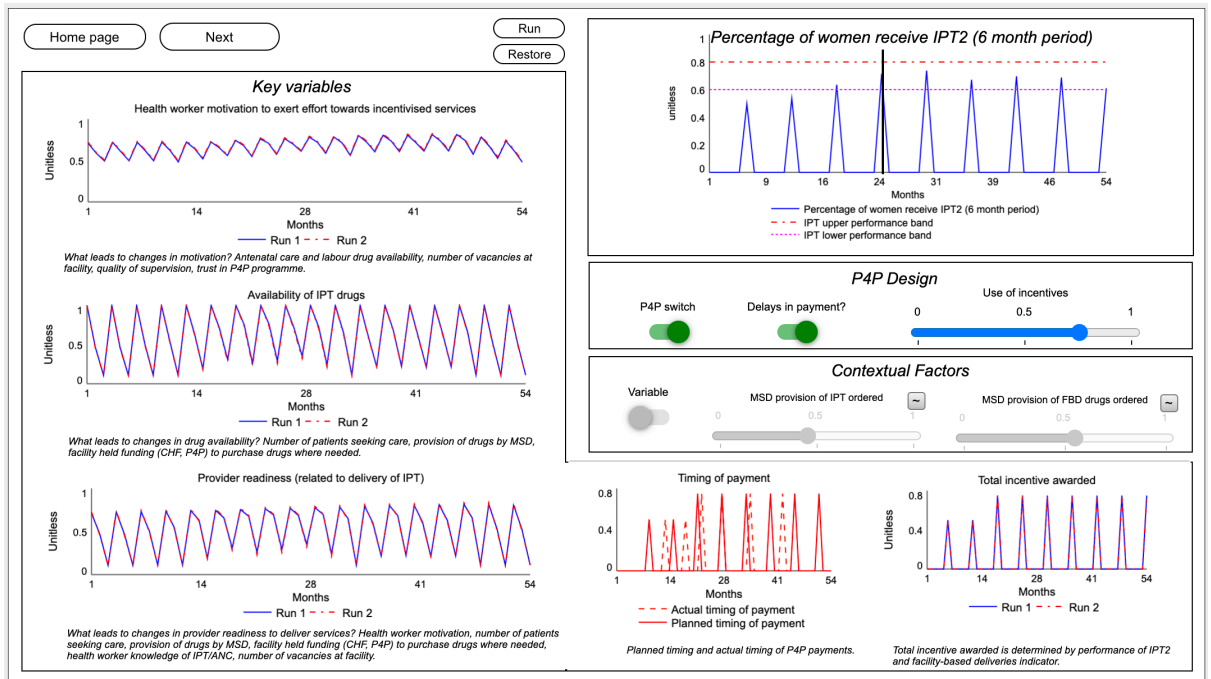 Home page
Next
Run
Restore
Key variables
Health worker motivation to exert effort towards incentivised services
Unitless
1
0.5
0
1
14
28
41
54
Months
Run 1
Run 2
What leads to changes in motivation? Antenatal care and labour drug availability, number of vacancies at
facility, quality of supervision, trust in P4P programme.
Availability of IPT drugs
Unitless
1
0.5
0
1
14
28
41
54
Months
Run 1
Run 2
What leads to changes in drug availability? Number of patients seeking care, provision of drugs by MSD,
facility held funding (CHF, P4P) to purchase drugs where needed.
Provider readiness (related to delivery of IPT)
Unitless
1
0.5
0
1
14
28
41
54
Months
Run 1
Run 2
What leads to changes in provider readiness to deliver services? Health worker motivation, number of patients
seeking care, provision of drugs by MSD, facility held funding (CHF, P4P) to purchase drugs where needed,
health worker knowledge of IPT/ANC, number of vacancies at facility.
Percentage of women receive IPT2 (6 month period)
unitless
1
0.8
0.6
0.4
0.2
0
1
9
16
24
31
39
46
54
Months
Percentage of women receive IPT2 (6 month period)
IPT upper performance band
IPT lower performance band
P4P Design
P4P switch
Delays in payment?
Use of incentives
0
0.5
1
Contextual Factors
Variable
MSD provision of IPT ordered
~
0
0.5
1
MSD provision of FBD drugs ordered
~
0
0.5
1
Timing of payment
0.8
0.4
0
1
14
28
41
54
Months
Actual timing of payment
Planned timing of payment
Planned timing and actual timing of P4P payments.
Total incentive awarded
Unitless
0.8
0.4
0
1
14
28
41
54
Months
Run 1
Run 2
Total incentive awarded is determined by performance of IPT2
and facility-based deliveries indicator.